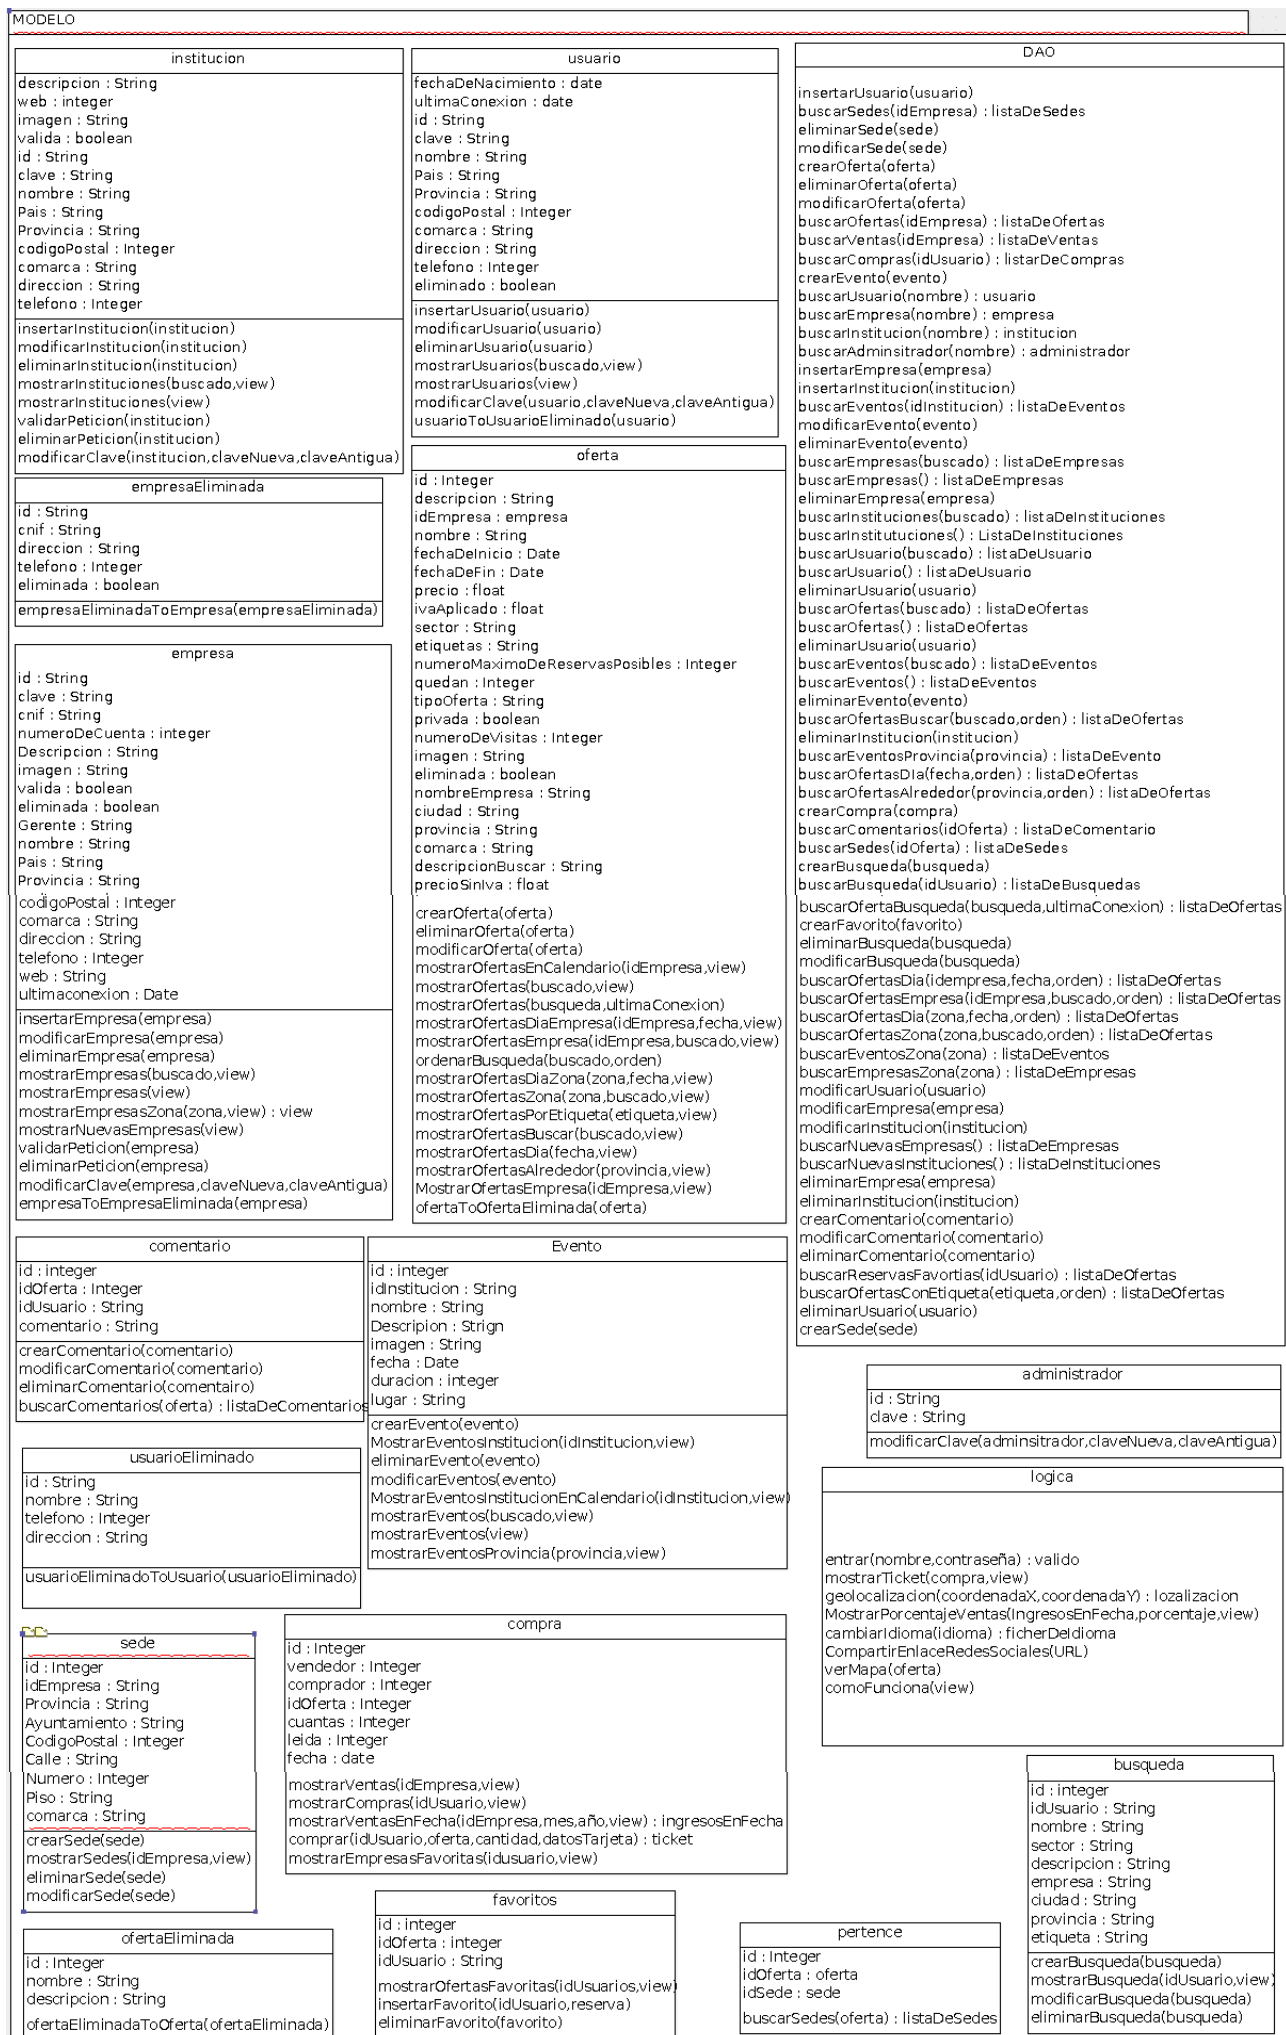 MODELO
institucion
descripcion : String
web : integer
imagen : String
valida : boolean
id : String
clave : String
nombre : String
Pais : String
Provincia : String
codigoPostal : Integer
comarca : String
direccion : String
telefono : Integer
insertarInstitucion(institucion)
modificarInstitucion(institucion)
eliminarInstitucion(institucion)
mostrarInstituciones(buscado,view)
mostrarInstituciones(view)
validarPeticion(institucion)
eliminarPeticion(institucion)
modificarClave(institucion,claveNueva,claveAntigua)
empresaEliminada
id : String
cnif : String
direccion : String
telefono : Integer
eliminada : boolean
empresaEliminadaToEmpresa(empresaEliminada)
empresa
id : String
clave : String
cnif : String
numeroDeCuenta : integer
Descripcion : String
imagen : String
valida : boolean
eliminada : boolean
Gerente : String
nombre : String
Pais : String
Provincia : String
codigoPostal : Integer
comarca : String
direccion : String
telefono : Integer
web : String
ultimaconexion : Date
insertarEmpresa(empresa)
modificarEmpresa(empresa)
eliminarEmpresa(empresa)
mostrarEmpresas(buscado,view)
mostrarEmpresas(view)
mostrarEmpresasZona(zona,view) : view
mostrarNuevasEmpresas(view)
validarPeticion(empresa)
eliminarPeticion(empresa)
modificarClave(empresa,claveNueva,claveAntigua)
empresaToEmpresaEliminada(empresa)
usuario
fechaDeNacimiento : date
ultimaConexion : date
id : String
clave : String
nombre : String
Pais : String
Provincia : String
codigoPostal : Integer
comarca : String
direccion : String
telefono : Integer
eliminado : boolean
insertarUsuario(usuario)
modificarUsuario(usuario)
eliminarUsuario(usuario)
mostrarUsuarios(buscado,view)
mostrarUsuarios(view)
modificarClave(usuario,claveNueva,claveAntigua)
usuarioToUsuarioEliminado(usuario)
oferta
id : Integer
descripcion : String
idEmpresa : empresa
nombre : String
fechaDeInicio : Date
fechaDeFin : Date
precio : float
ivaAplicado : float
sector : String
etiquetas : String
numeroMaximoDeReservasPosibles : Integer
quedan : Integer
tipoOferta : String
privada : boolean
numeroDeVisitas : Integer
imagen : String
eliminada : boolean
nombreEmpresa : String
ciudad : String
provincia : String
comarca : String
descripcionBuscar : String
precioSinIva : float
crearOferta(oferta)
eliminarOferta(oferta)
modificarOferta(oferta)
mostrarOfertasEnCalendario(idEmpresa,view)
mostrarOfertas(buscado,view)
mostrarOfertas(busqueda,ultimaConexion)
mostrarOfertasDiaEmpresa(idEmpresa,fecha,view)
mostrarOfertasEmpresa(idEmpresa,buscado,view)
ordenarBusqueda(buscado,orden)
mostrarOfertasDiaZona(zona,fecha,view)
mostrarOfertasZona(zona,buscado,view)
mostrarOfertasPorEtiqueta(etiqueta,view)
mostrarOfertasBuscar(buscado,view)
mostrarOfertasDia(fecha,view)
mostrarOfertasAlrededor(provincia,view)
MostrarOfertasEmpresa(idEmpresa,view)
ofertaToOfertaEliminada(oferta)
DAO
insertarUsuario(usuario)
buscarSedes(idEmpresa) : listaDeSedes
eliminarSede(sede)
modificarSede(sede)
crearOferta(oferta)
eliminarOferta(oferta)
modificarOferta(oferta)
buscarOfertas(idEmpresa) : listaDeOfertas
buscarVentas(idEmpresa) : listaDeVentas
buscarCompras(idUsuario) : listarDeCompras
crearEvento(evento)
buscarUsuario(nombre) : usuario
buscarEmpresa(nombre) : empresa
buscarInstitucion(nombre) : institucion
buscarAdminsitrador(nombre) : administrador
insertarEmpresa(empresa)
insertarInstitucion(institucion)
buscarEventos(idInstitucion) : listaDeEventos
modificarEvento(evento)
eliminarEvento(evento)
buscarEmpresas(buscado) : listaDeEmpresas
buscarEmpresas() : listaDeEmpresas
eliminarEmpresa(empresa)
buscarInstituciones(buscado) : listaDeInstituciones
buscarInstitutuciones() : ListaDeInstituciones
buscarUsuario(buscado) : listaDeUsuario
buscarUsuario() : listaDeUsuario
eliminarUsuario(usuario)
buscarOfertas(buscado) : listaDeOfertas
buscarOfertas() : listaDeOfertas
eliminarUsuario(usuario)
buscarEventos(buscado) : listaDeEventos
buscarEventos() : listaDeEventos
eliminarEvento(evento)
buscarOfertasBuscar(buscado,orden) : listaDeOfertas
eliminarInstitucion(institucion)
buscarEventosProvincia(provincia) : listaDeEvento
buscarOfertasDIa(fecha,orden) : listaDeOfertas
buscarOfertasAlrededor(provincia,orden) : listaDeOfertas
crearCompra(compra)
buscarComentarios(idOferta) : listaDeComentario
buscarSedes(idOferta) : listaDeSedes
crearBusqueda(busqueda)
buscarBusqueda(idUsuario) : listaDeBusquedas
buscarOfertaBusqueda(busqueda,ultimaConexion) : listaDeOfertas
crearFavorito(favorito)
eliminarBusqueda(busqueda)
modificarBusqueda(busqueda)
buscarOfertasDia(idempresa,fecha,orden) : listaDeOfertas
buscarOfertasEmpresa(idEmpresa,buscado,orden) : listaDeOfertas
buscarOfertasDia(zona,fecha,orden) : listaDeOfertas
buscarOfertasZona(zona,buscado,orden) : listaDeOfertas
buscarEventosZona(zona) : listaDeEventos
buscarEmpresasZona(zona) : listaDeEmpresas
modificarUsuario(usuario)
modificarEmpresa(empresa)
modificarInstitucion(institucion)
buscarNuevasEmpresas() : listaDeEmpresas
buscarNuevasInstituciones() : listaDeInstituciones
eliminarEmpresa(empresa)
eliminarInstitucion(institucion)
crearComentario(comentario)
modificarComentario(comentario)
eliminarComentario(comentario)
buscarReservasFavortias(idUsuario) : listaDeOfertas
buscarOfertasConEtiqueta(etiqueta,orden) : listaDeOfertas
eliminarUsuario(usuario)
crearSede(sede)
comentario
id : integer
idOferta : Integer
idUsuario : String
comentario : String
crearComentario(comentario)
modificarComentario(comentario)
eliminarComentario(comentairo)
buscarComentarios(oferta) : listaDeComentarios
Evento
id : integer
idInstitucion : String
nombre : String
Descripion : Strign
imagen : String
fecha : Date
duracion : integer
lugar : String
crearEvento(evento)
MostrarEventosInstitucion(idInstitucion,view)
eliminarEvento(evento)
modificarEventos(evento)
MostrarEventosInstitucionEnCalendario(idInstitucion,view)
mostrarEventos(buscado,view)
mostrarEventos(view)
mostrarEventosProvincia(provincia,view)
administrador
id : String
clave : String
modificarClave(adminsitrador,claveNueva,claveAntigua)
usuarioEliminado
id : String
nombre : String
telefono : Integer
direccion : String
usuarioEliminadoToUsuario(usuarioEliminado)
logica
entrar(nombre,contraseña) : valido
mostrarTicket(compra,view)
geolocalizacion(coordenadaX,coordenadaY) : lozalizacion
MostrarPorcentajeVentas(IngresosEnFecha,porcentaje,view)
cambiarIdioma(idioma) : ficherDeIdioma
CompartirEnlaceRedesSociales(URL)
verMapa(oferta)
comoFunciona(view)
sede
id : Integer
idEmpresa : String
Provincia : String
Ayuntamiento : String
CodigoPostal : Integer
Calle : String
Numero : Integer
Piso : String
comarca : String
crearSede(sede)
mostrarSedes(idEmpresa,view)
eliminarSede(sede)
modificarSede(sede)
compra
id : Integer
vendedor : Integer
comprador : Integer
idOferta : Integer
cuantas : Integer
leida : Integer
fecha : date
mostrarVentas(idEmpresa,view)
mostrarCompras(idUsuario,view)
mostrarVentasEnFecha(idEmpresa,mes,año,view) : ingresosEnFecha
comprar(idUsuario,oferta,cantidad,datosTarjeta) : ticket
mostrarEmpresasFavoritas(idusuario,view)
busqueda
id : integer
idUsuario : String
nombre : String
sector : String
descripcion : String
empresa : String
ciudad : String
provincia : String
etiqueta : String
crearBusqueda(busqueda)
mostrarBusqueda(idUsuario,view)
modificarBusqueda(busqueda)
eliminarBusqueda(busqueda)
ofertaEliminada
id : Integer
nombre : String
descripcion : String
ofertaEliminadaToOferta(ofertaEliminada)
favoritos
id : integer
idOferta : integer
idUsuario : String
mostrarOfertasFavoritas(idUsuarios,view)
insertarFavorito(idUsuario,reserva)
eliminarFavorito(favorito)
pertence
id : Integer
idOferta : oferta
idSede : sede
buscarSedes(oferta) : listaDeSedes